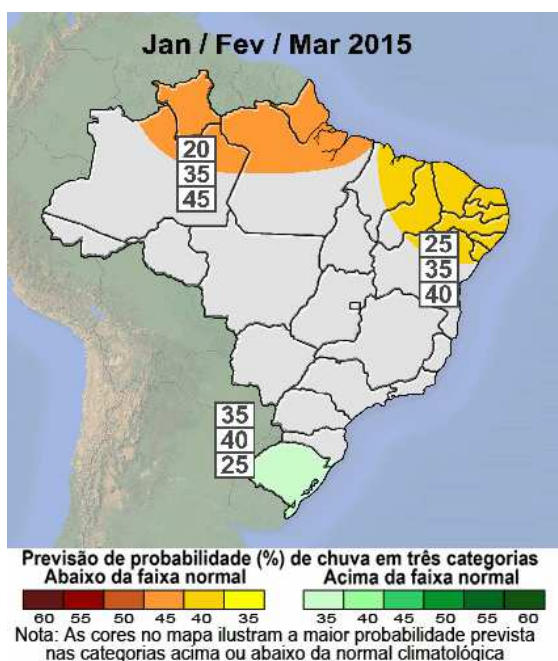 Jan / Fev / Mar 2015
20
35
45
25
35
40
35
40
25
Previsão de probabilidade (%) de chuva em três categorias
Abaixo da faixa normal Acima da faixa normal
60 55 50 45 40 35 35 40 45 50 55 60
Nota: As cores no mapa ilustram a maior probabilidade prevista
nas categorias acima ou abaixo da normal climatológica